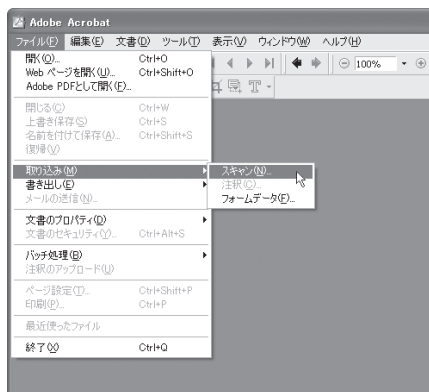 Adobe Acrobat
ファイル(F) 編集(E) 文書(D) ツール(T) 表示(V) ウィンドウ(W) ヘルプ(H)
開く(O)... Ctrl+O
Web ページを開く(U)... Ctrl+Shift+O
Adobe PDFとして開く(F)...
100%
閉じる(C) Ctrl+W
上書き保存(S) Ctrl+S
名前を付けて保存(A)... Ctrl+Shift+S
復帰(V)
取り込み(M) スキャン(N)...
書き出し(E) 注釈(C)...
メールの送信(N)... フォームデータ(F)...
文書のプロパティ(D)
文書のセキュリティ(Y)... Ctrl+Alt+S
バッチ処理(B)
注釈のアップロード(U)
ページ設定(T)... Ctrl+Shift+P
印刷(P)... Ctrl+P
最近使ったファイル
終了(X) Ctrl+Q